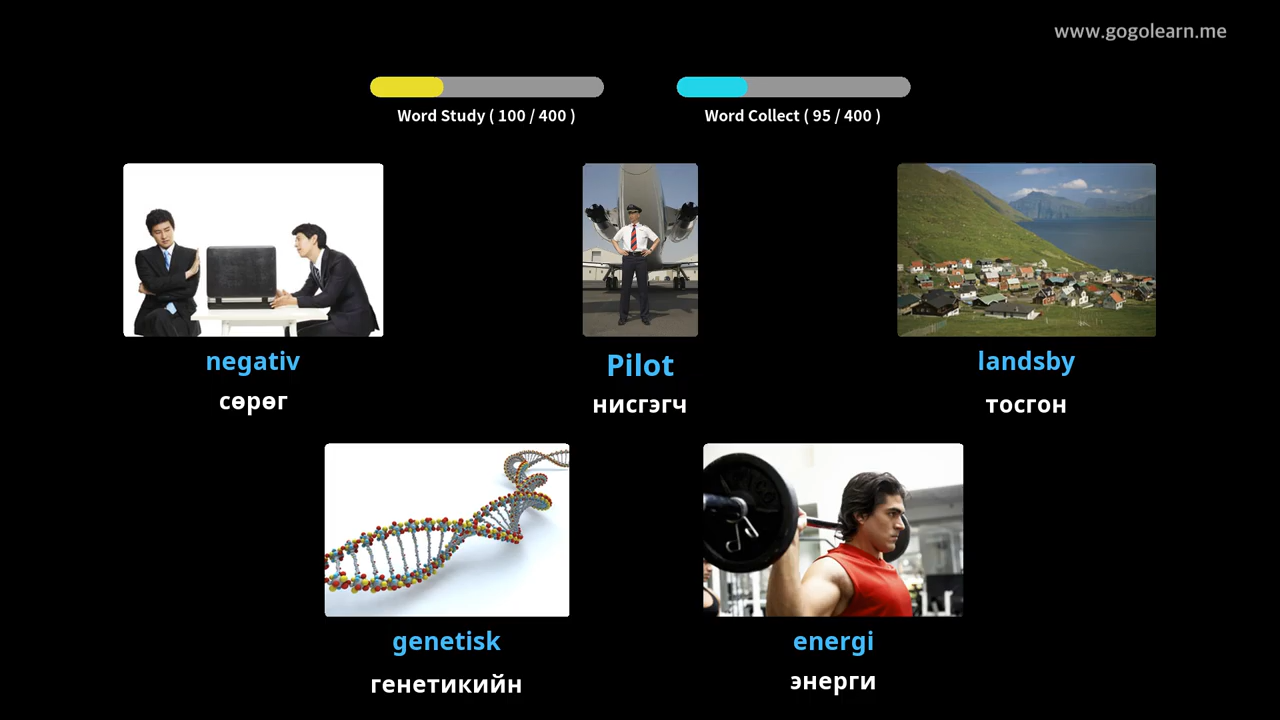 www.gogolearn.me
Word Study ( 100 / 400 )
Word Collect ( 95 / 400 )
negativ
сөрөг
Pilot
нисгэгч
landsby
тосгон
genetisk
генетикийн
energi
энерги